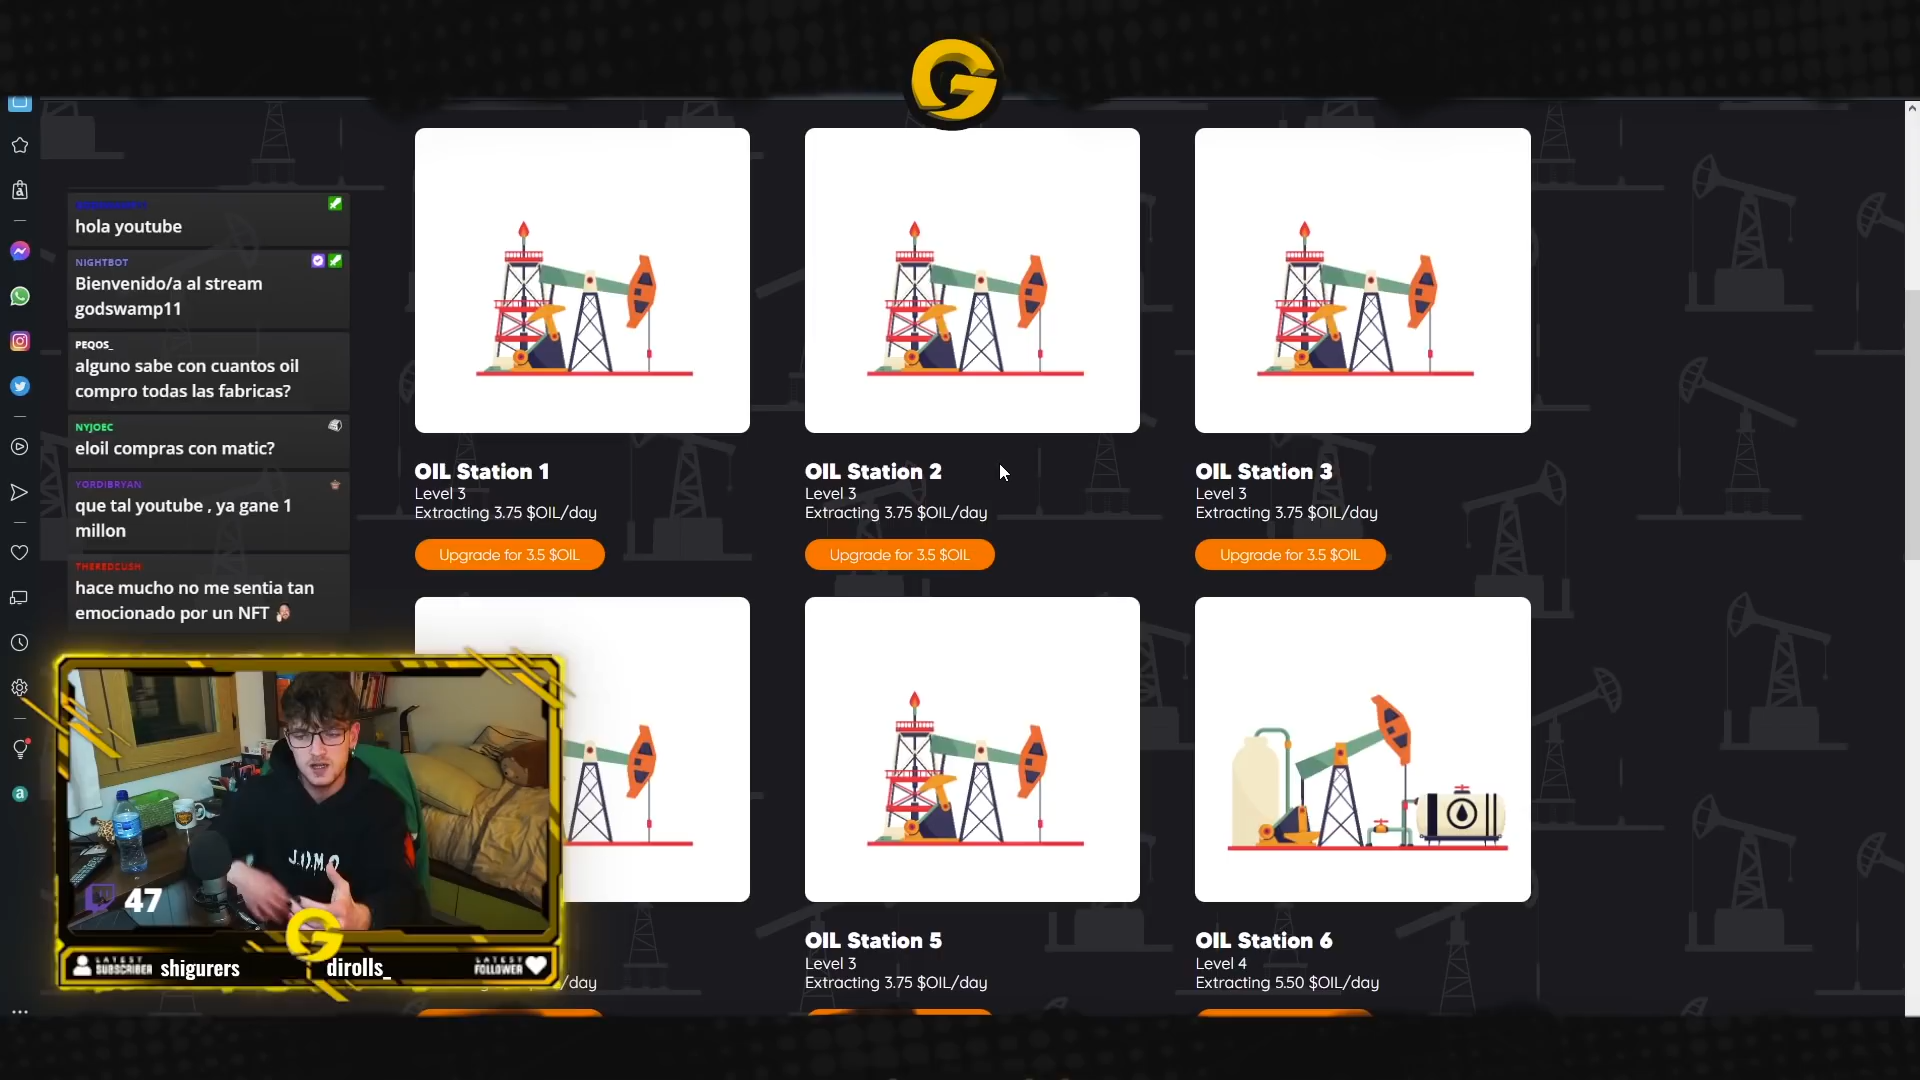 G
hola youtube
NIGHTBOT
Bienvenido/a al stream
godswamp11
PEQOS_
alguno sabe con cuantos oil
compro todas las fabricas?
NYJOEC
eloil compras con matic?
YORDIBRYAN
que tal youtube , ya gane 1
millon
THEREDCUSH
hace mucho no me sentia tan
emocionado por un NFT
OIL Station 1
Level 3
Extracting 3.75 $OIL/day
Upgrade for 3.5 $OIL
OIL Station 2
Level 3
Extracting 3.75 $OIL/day
Upgrade for 3.5 $OIL
OIL Station 3
Level 3
Extracting 3.75 $OIL/day
Upgrade for 3.5 $OIL
/day
OIL Station 5
Level 3
Extracting 3.75 $OIL/day
OIL Station 6
Level 4
Extracting 5.50 $OIL/day
J.O.M.O
47
G
LATEST
SUBSCRIBER
shigurers
dirolls_
LATEST
FOLLOWER